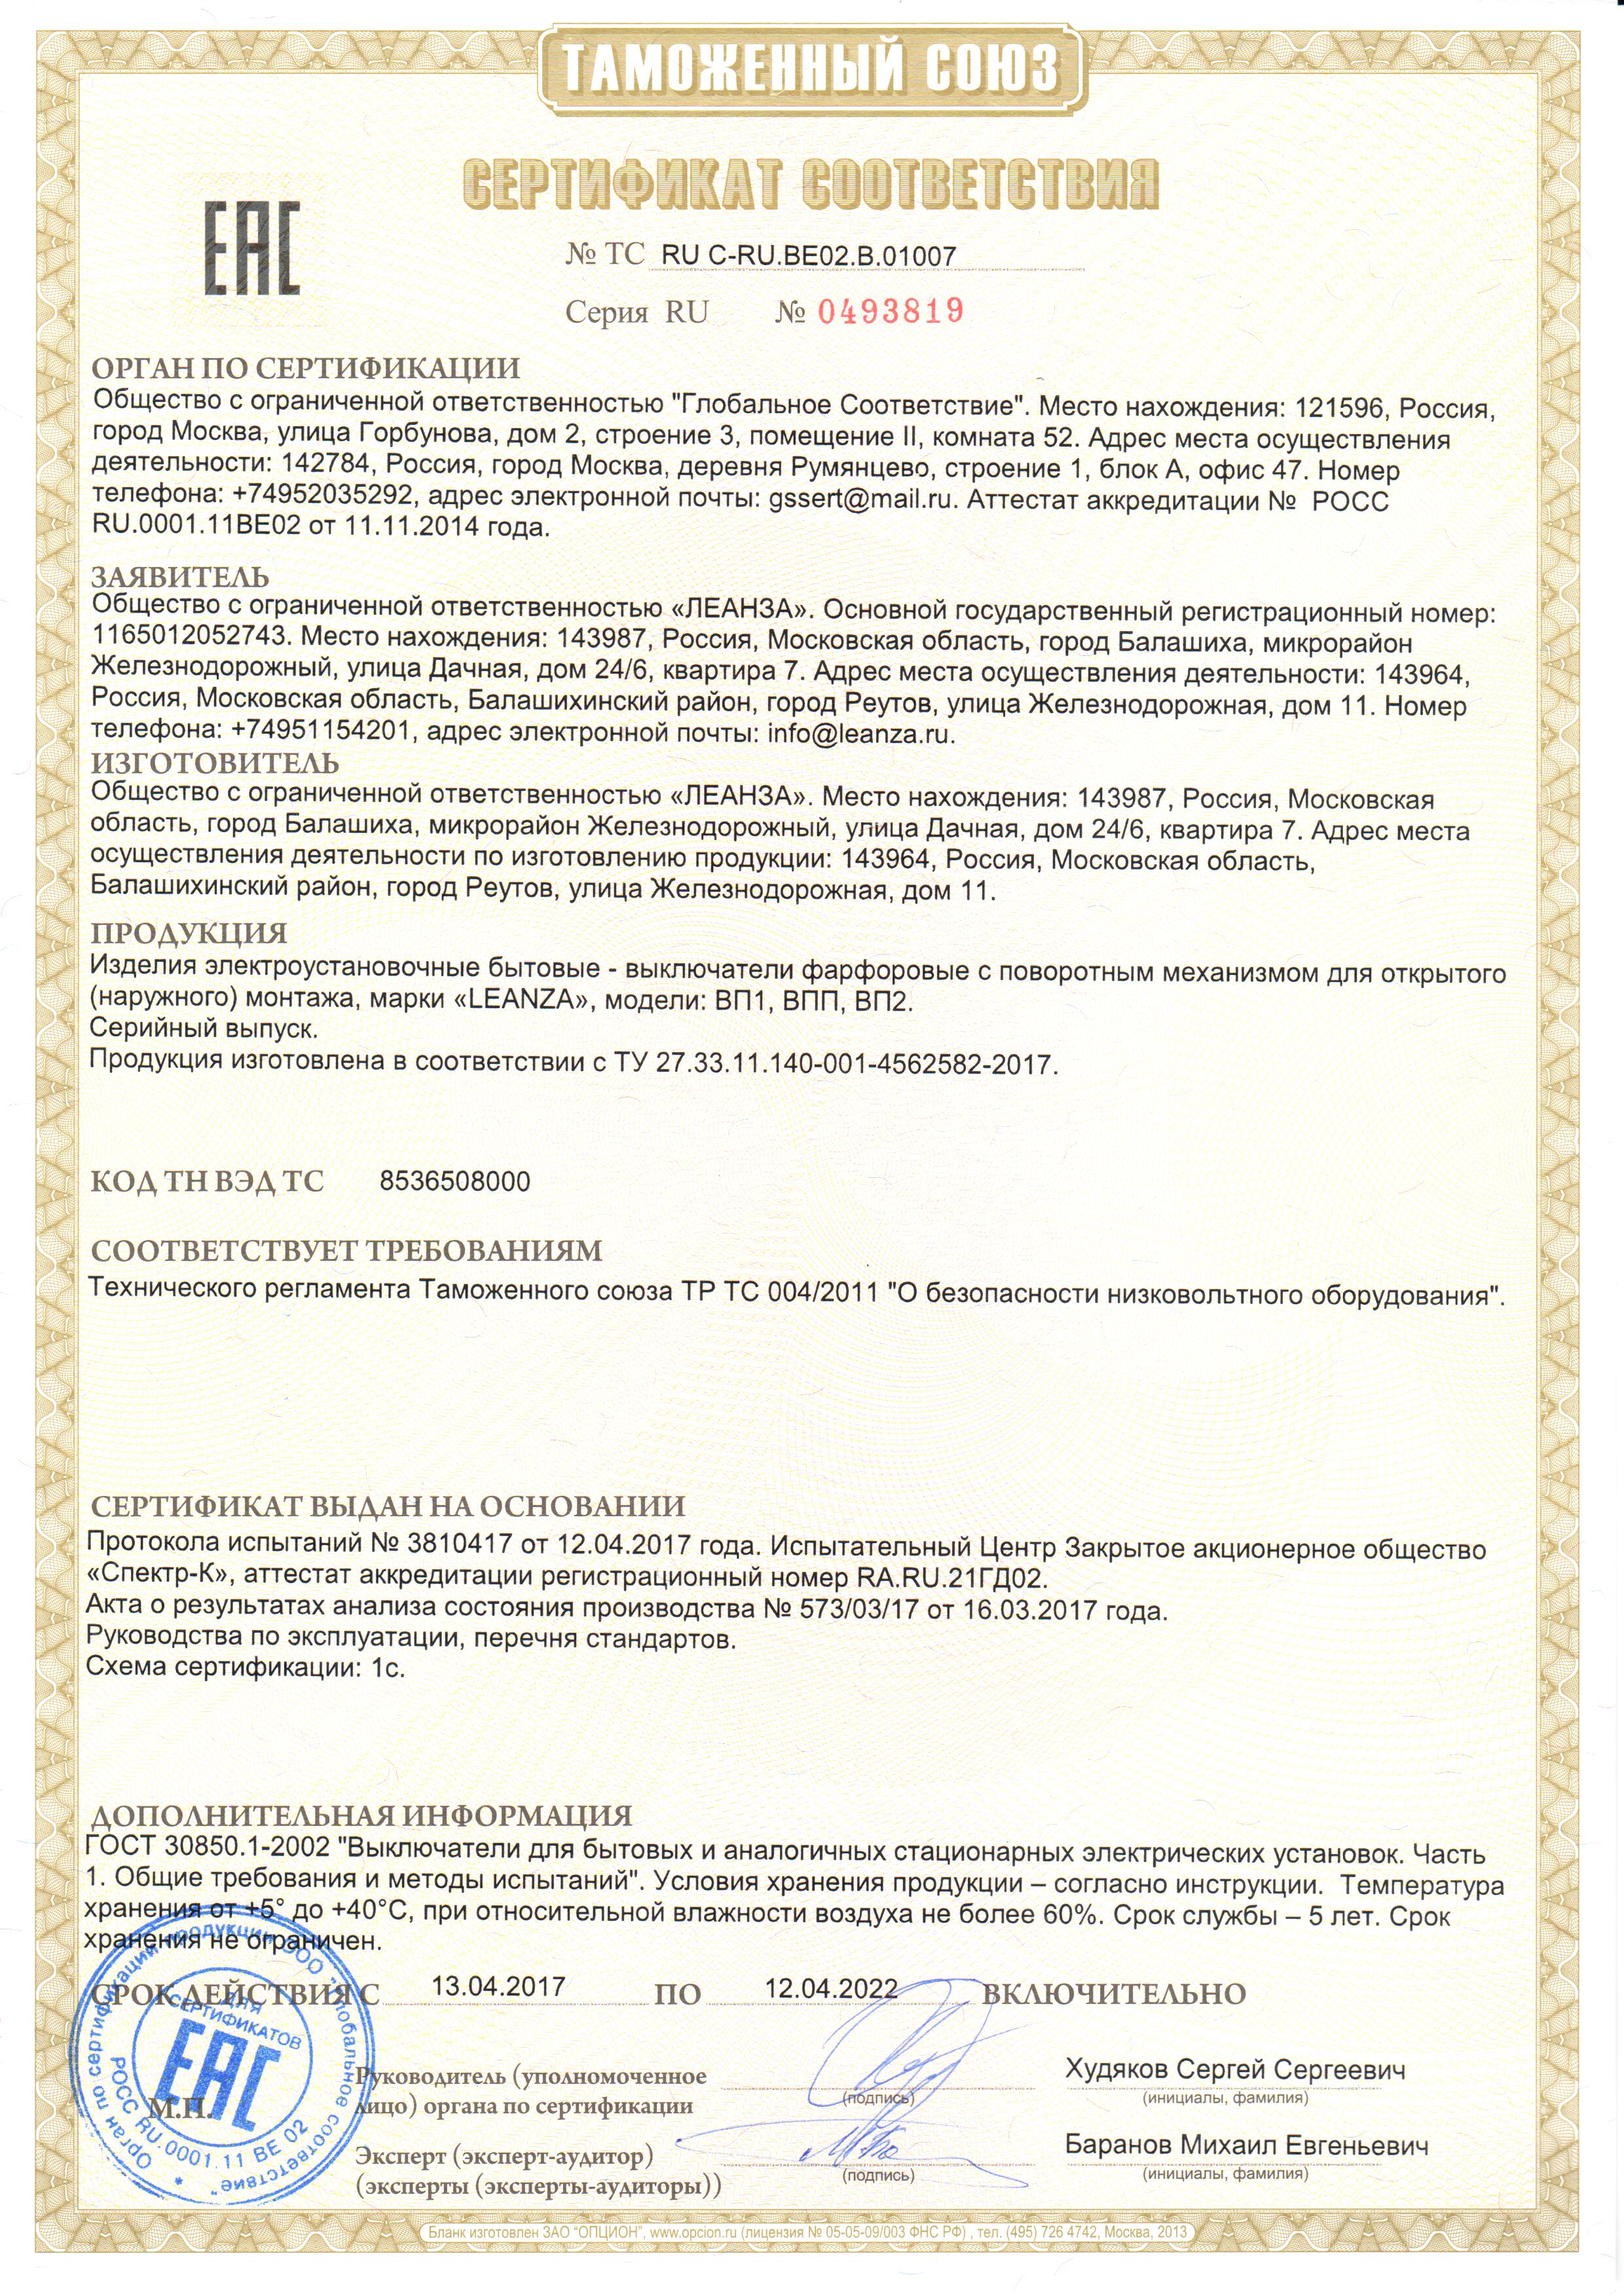 ТАМОЖЕННЫЙ СОЮЗ
СЕРТИФИКАТ СООТВЕТСТВИЯ
EAC
№ ТС RU C-RU.BE02.B.01007
Серия RU № 0493819
ОРГАН ПО СЕРТИФИКАЦИИ
Общество с ограниченной ответственностью "Глобальное Соответствие". Место нахождения: 121596, Россия,
город Москва, улица Горбунова, дом 2, строение 3, помещение II, комната 52. Адрес места осуществления
деятельности: 142784, Россия, город Москва, деревня Румянцево, строение 1, блок А, офис 47. Номер
телефона: +74952035292, адрес электронной почты: gssert@mail.ru. Аттестат аккредитации № РОСС
RU.0001.11BE02 от 11.11.2014 года.
ЗАЯВИТЕЛЬ
Общество с ограниченной ответственностью «ЛЕАНЗА». Основной государственный регистрационный номер:
1165012052743. Место нахождения: 143987, Россия, Московская область, город Балашиха, микрорайон
Железнодорожный, улица Дачная, дом 24/6, квартира 7. Адрес места осуществления деятельности: 143964,
Россия, Московская область, Балашихинский район, город Реутов, улица Железнодорожная, дом 11. Номер
телефона: +74951154201, адрес электронной почты: info@leanza.ru.
ИЗГОТОВИТЕЛЬ
Общество с ограниченной ответственностью «ЛЕАНЗА». Место нахождения: 143987, Россия, Московская
область, город Балашиха, микрорайон Железнодорожный, улица Дачная, дом 24/6, квартира 7. Адрес места
осуществления деятельности по изготовлению продукции: 143964, Россия, Московская область,
Балашихинский район, город Реутов, улица Железнодорожная, дом 11.
ПРОДУКЦИЯ
Изделия электроустановочные бытовые - выключатели фарфоровые с поворотным механизмом для открытого
(наружного) монтажа, марки «LEANZA», модели: ВП1, ВПП, ВП2.
Серийный выпуск.
Продукция изготовлена в соответствии с ТУ 27.33.11.140-001-4562582-2017.
КОД ТН ВЭД ТС 8536508000
СООТВЕТСТВУЕТ ТРЕБОВАНИЯМ
Технического регламента Таможенного союза ТР ТС 004/2011 "О безопасности низковольтного оборудования".
СЕРТИФИКАТ ВЫДАН НА ОСНОВАНИИ
Протокола испытаний № 3810417 от 12.04.2017 года. Испытательный Центр Закрытое акционерное общество
«Спектр-К», аттестат аккредитации регистрационный номер RA.RU.21ГД02.
Акта о результатах анализа состояния производства № 573/03/17 от 16.03.2017 года.
Руководства по эксплуатации, перечня стандартов.
Схема сертификации: 1с.
ДОПОЛНИТЕЛЬНАЯ ИНФОРМАЦИЯ
ГОСТ 30850.1-2002 "Выключатели для бытовых и аналогичных стационарных электрических установок. Часть
1. Общие требования и методы испытаний". Условия хранения продукции – согласно инструкции. Температура
хранения от +5° до +40°С, при относительной влажности воздуха не более 60%. Срок службы – 5 лет. Срок
хранения не ограничен.
СРОК ДЕЙСТВИЯ С 13.04.2017 ПО 12.04.2022 ВКЛЮЧИТЕЛЬНО
Орган по сертификации продукции ООО "Глобальное соответствие" *
РОСС RU.0001.11 BE 02
ДЛЯ
СЕРТИФИКАТОВ
EAC
М.П.
Руководитель (уполномоченное
лицо) органа по сертификации
(подпись)
Худяков Сергей Сергеевич
(инициалы, фамилия)
Эксперт (эксперт-аудитор)
(эксперты (эксперты-аудиторы))
(подпись)
Баранов Михаил Евгеньевич
(инициалы, фамилия)
Бланк изготовлен ЗАО "ОПЦИОН", www.opcion.ru (лицензия № 05-05-09/003 ФНС РФ) , тел. (495) 726 4742, Москва, 2013